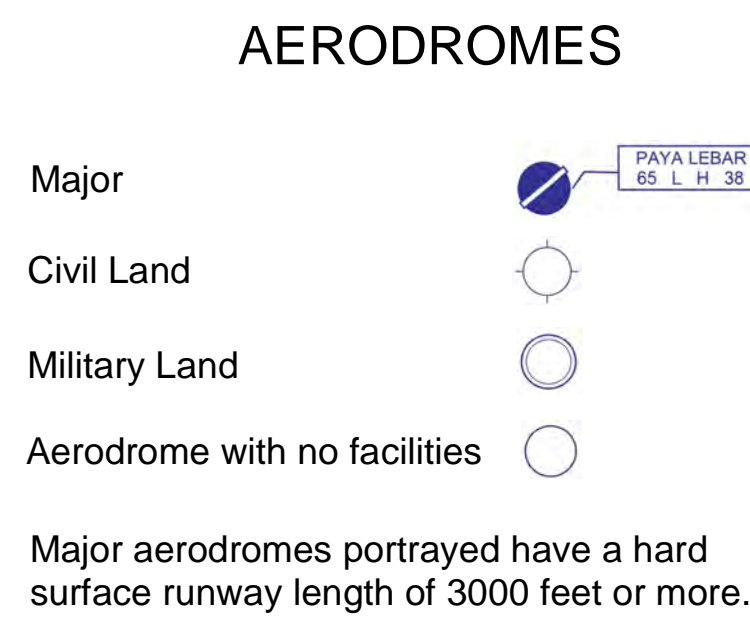 AERODROMES
Major
PAYA LEBAR
65 L H 38
Civil Land
Military Land
Aerodrome with no facilities
Major aerodromes portrayed have a hard
surface runway length of 3000 feet or more.